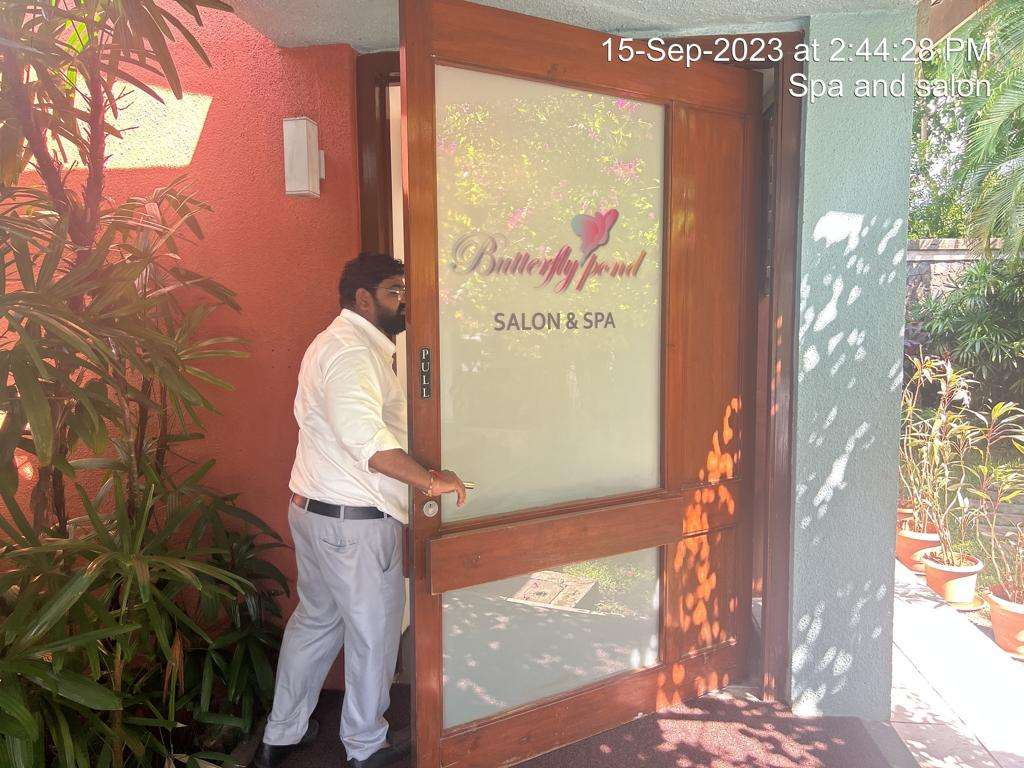 15-Sep-2023 at 2:44:28 PM
Spa and salon
Butterfly pond
SALON & SPA
PULL